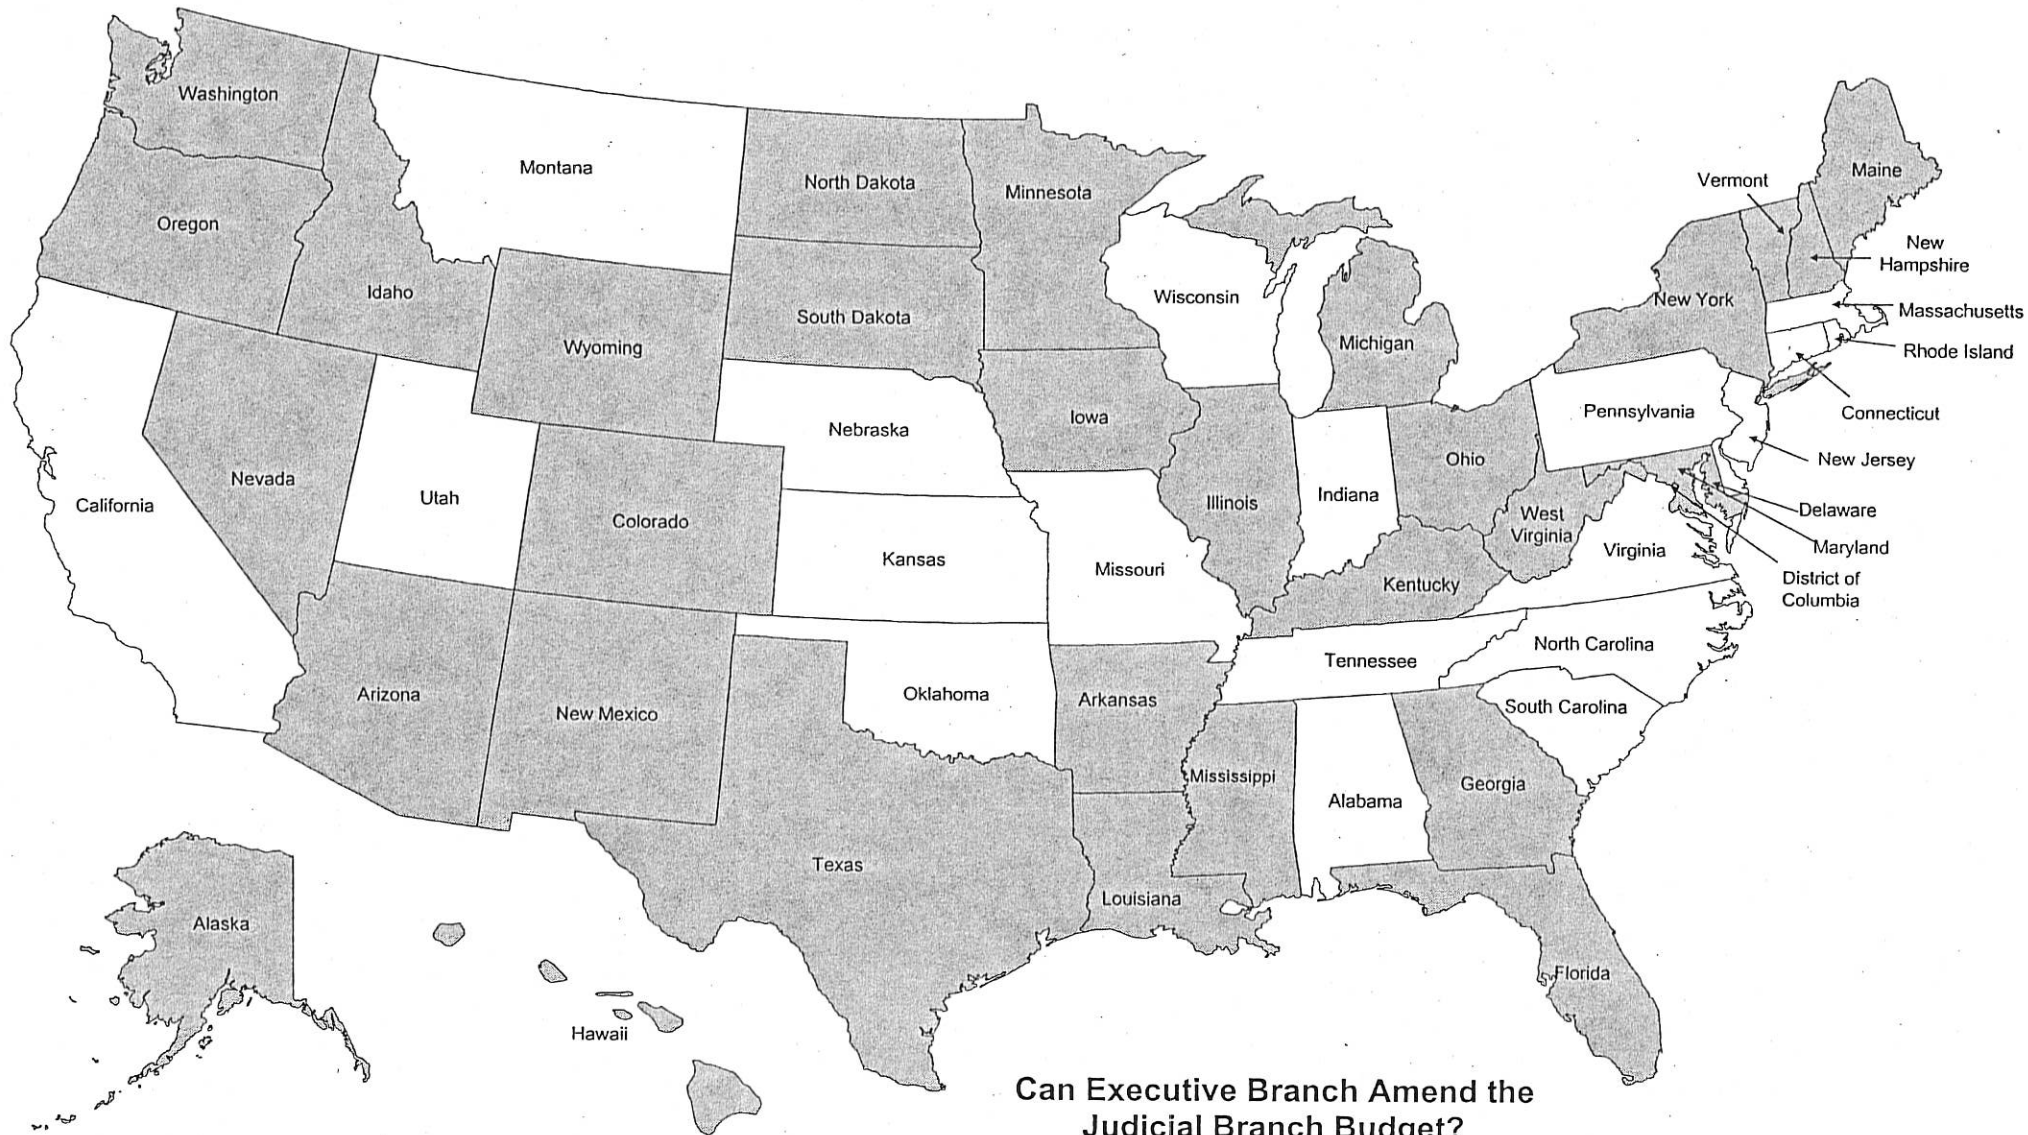 Washington
Montana
North Dakota
Minnesota
Maine
Vermont
Oregon
New
Hampshire
Idaho
Wisconsin
New York
Massachusetts
South Dakota
Michigan
Wyoming
Rhode Island
Iowa
Pennsylvania
Connecticut
Nebraska
Ohio
New Jersey
Nevada
Utah
Indiana
California
Illinois
Colorado
West
Virginia
Delaware
Kansas
Virginia
Maryland
Missouri
Kentucky
District of
Columbia
North Carolina
Tennessee
Arizona
Oklahoma
Arkansas
South Carolina
New Mexico
Mississippi
Georgia
Alabama
Texas
Louisiana
Alaska
Florida
Hawaii
Can Executive Branch Amend the
Judicial Branch Budget?